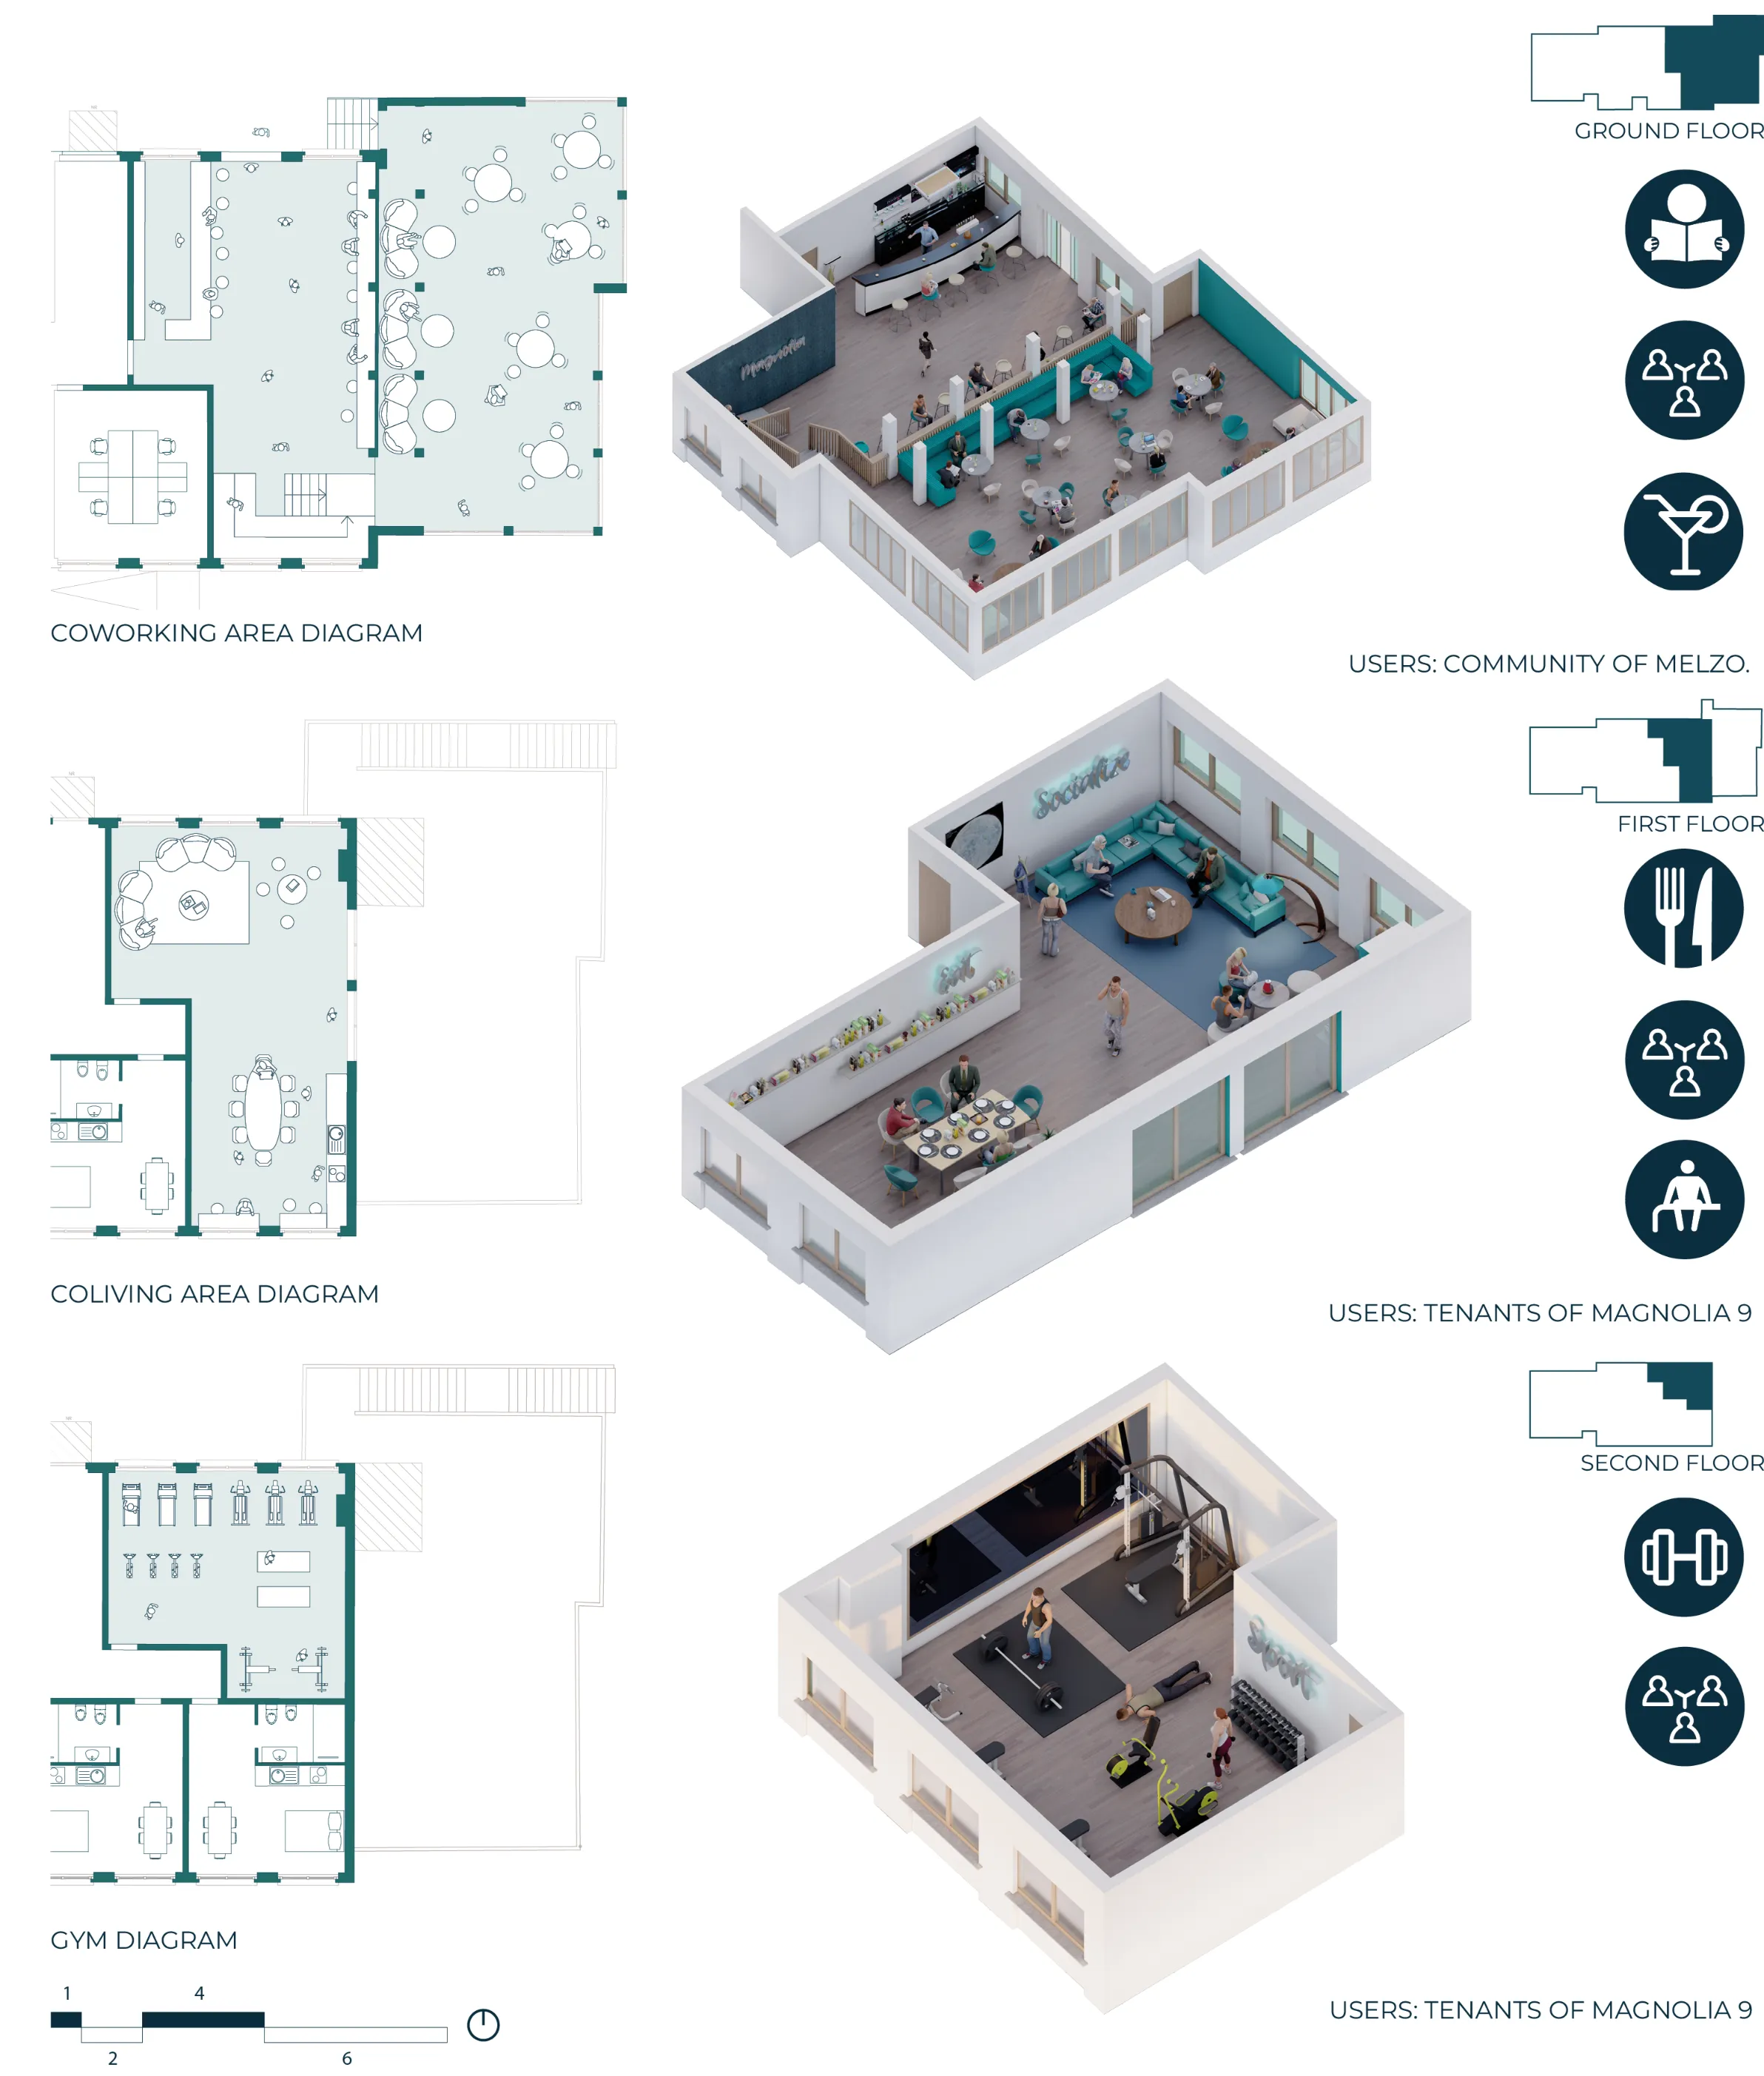 GROUND FLOOR
Magnolia
COWORKING AREA DIAGRAM
USERS: COMMUNITY OF MELZO.
Socialize
FIRST FLOOR
eat
COLIVING AREA DIAGRAM
USERS: TENANTS OF MAGNOLIA 9
SECOND FLOOR
Sport
GYM DIAGRAM
1 4
2 6
USERS: TENANTS OF MAGNOLIA 9